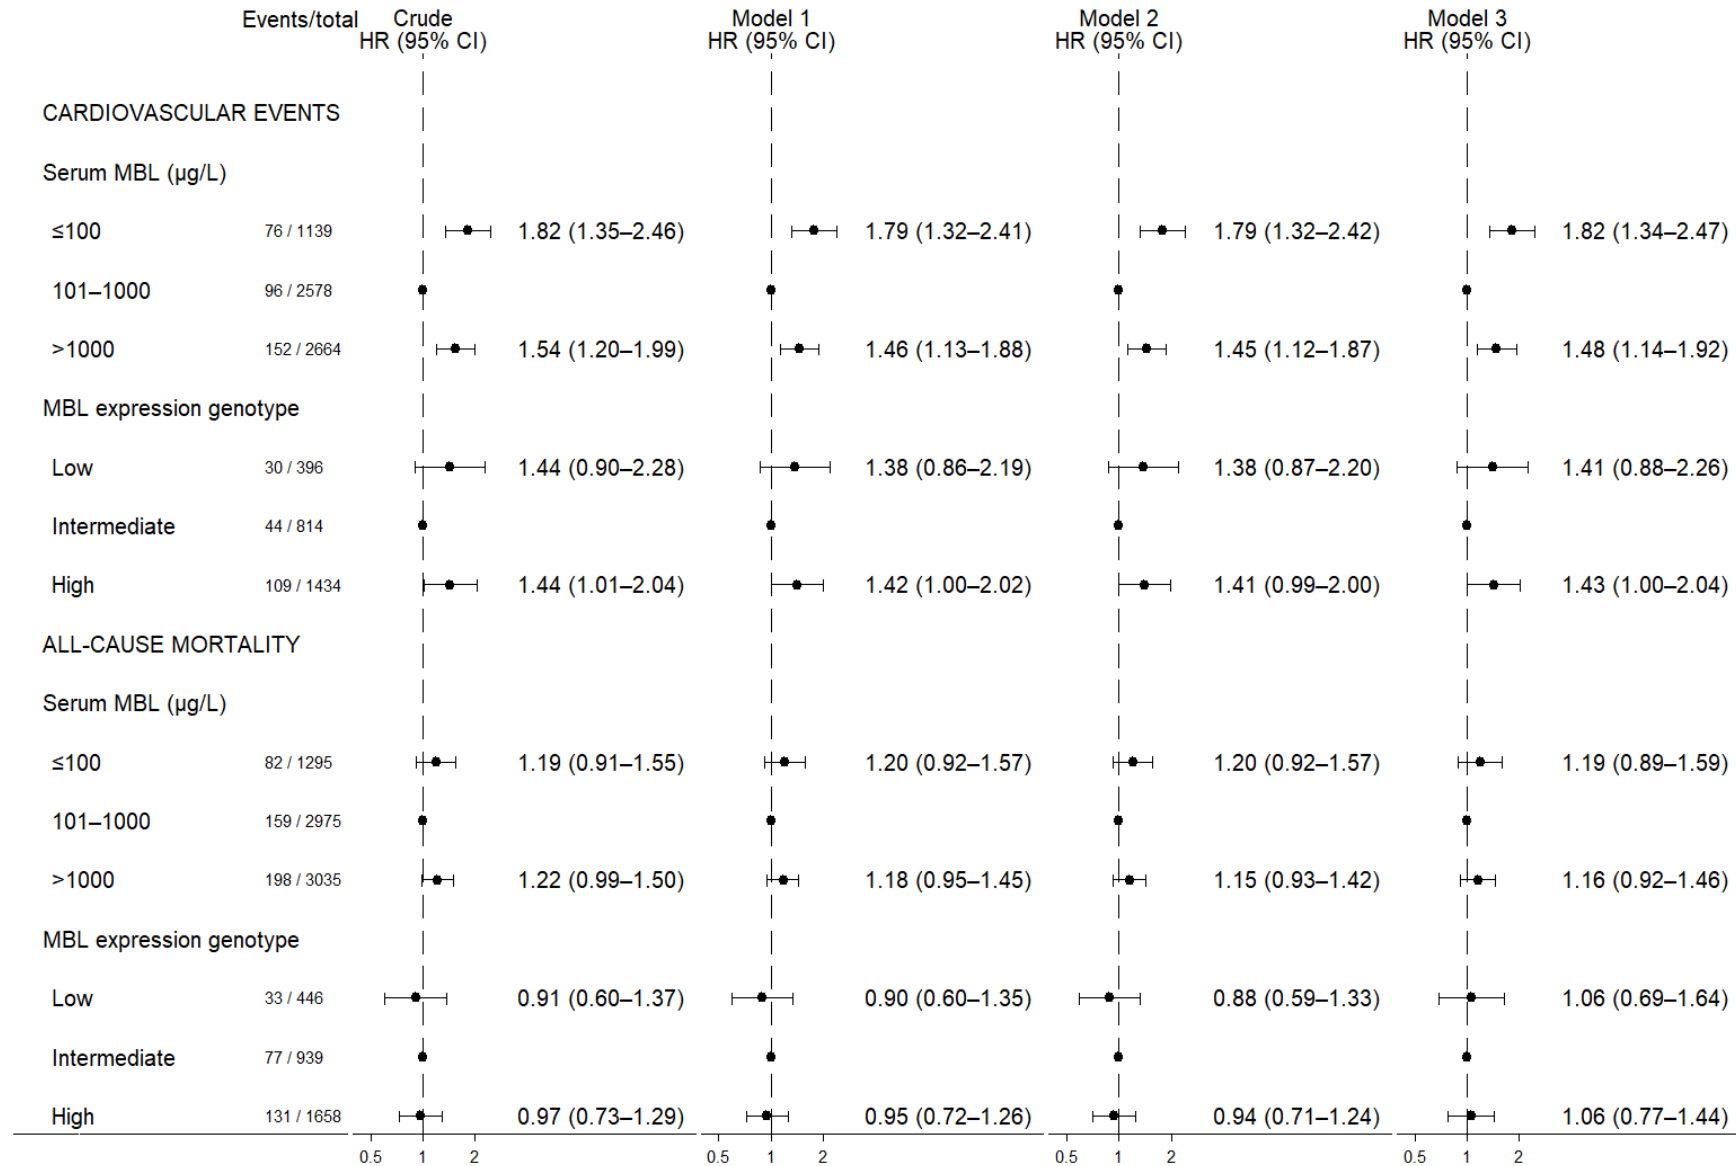 Events/total Crude Model 1 Model 2 Model 3
HR (95% CI) HR (95% CI) HR (95% CI) HR (95% CI)
CARDIOVASCULAR EVENTS
Serum MBL (µg/L)
≤100 76 / 1139 1.82 (1.35–2.46) 1.79 (1.32–2.41) 1.79 (1.32–2.42) 1.82 (1.34–2.47)
101–1000 96 / 2578
>1000 152 / 2664 1.54 (1.20–1.99) 1.46 (1.13–1.88) 1.45 (1.12–1.87) 1.48 (1.14–1.92)
MBL expression genotype
Low 30 / 396 1.44 (0.90–2.28) 1.38 (0.86–2.19) 1.38 (0.87–2.20) 1.41 (0.88–2.26)
Intermediate 44 / 814
High 109 / 1434 1.44 (1.01–2.04) 1.42 (1.00–2.02) 1.41 (0.99–2.00) 1.43 (1.00–2.04)
ALL-CAUSE MORTALITY
Serum MBL (µg/L)
≤100 82 / 1295 1.19 (0.91–1.55) 1.20 (0.92–1.57) 1.20 (0.92–1.57) 1.19 (0.89–1.59)
101–1000 159 / 2975
>1000 198 / 3035 1.22 (0.99–1.50) 1.18 (0.95–1.45) 1.15 (0.93–1.42) 1.16 (0.92–1.46)
MBL expression genotype
Low 33 / 446 0.91 (0.60–1.37) 0.90 (0.60–1.35) 0.88 (0.59–1.33) 1.06 (0.69–1.64)
Intermediate 77 / 939
High 131 / 1658 0.97 (0.73–1.29) 0.95 (0.72–1.26) 0.94 (0.71–1.24) 1.06 (0.77–1.44)
0.5 1 2 0.5 1 2 0.5 1 2 0.5 1 2